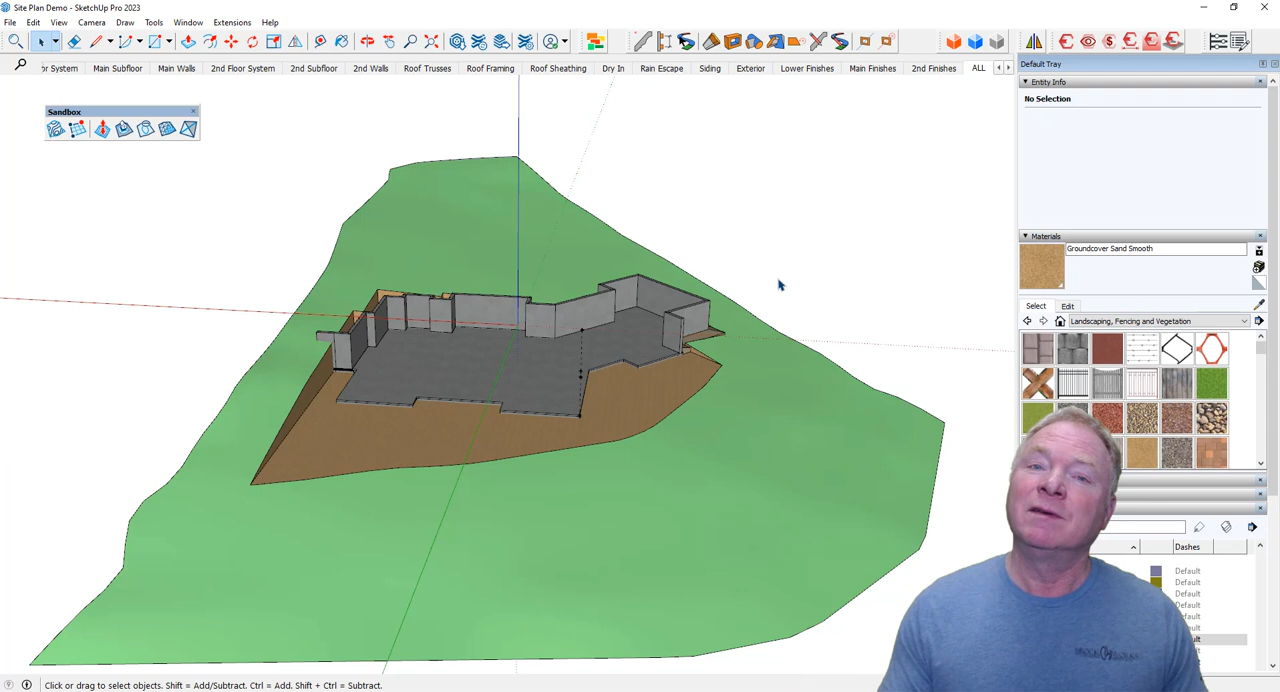 Site Plan Demo - SketchUp Pro 2023
File Edit View Camera Draw Tools Window Extensions Help
or System Main Subfloor Main Walls 2nd Floor System 2nd Subfloor 2nd Walls Roof Trusses Roof Framing Roof Sheathing Dry In Rain Escape Siding Exterior Lower Finishes Main Finishes 2nd Finishes ALL
Default Tray
Entity Info
No Selection
Sandbox
Materials
Groundcover Sand Smooth
Select Edit
Landscaping, Fencing and Vegetation
Dashes
Default
Default
Default
Default
Default
Default
Click or drag to select objects. Shift = Add/Subtract. Ctrl = Add. Shift + Ctrl = Subtract.